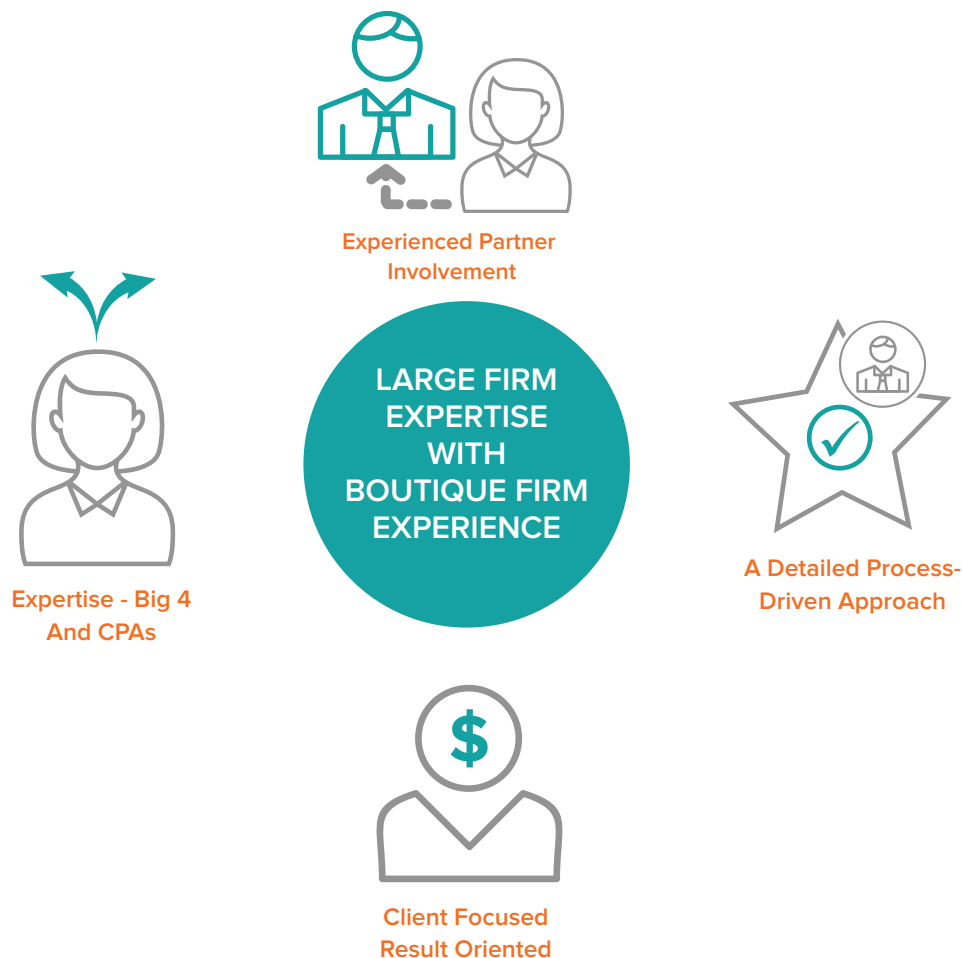 Experienced Partner
Involvement
LARGE FIRM
EXPERTISE
WITH
BOUTIQUE FIRM
EXPERIENCE
Expertise - Big 4
And CPAs
A Detailed Process-
Driven Approach
$
Client Focused
Result Oriented